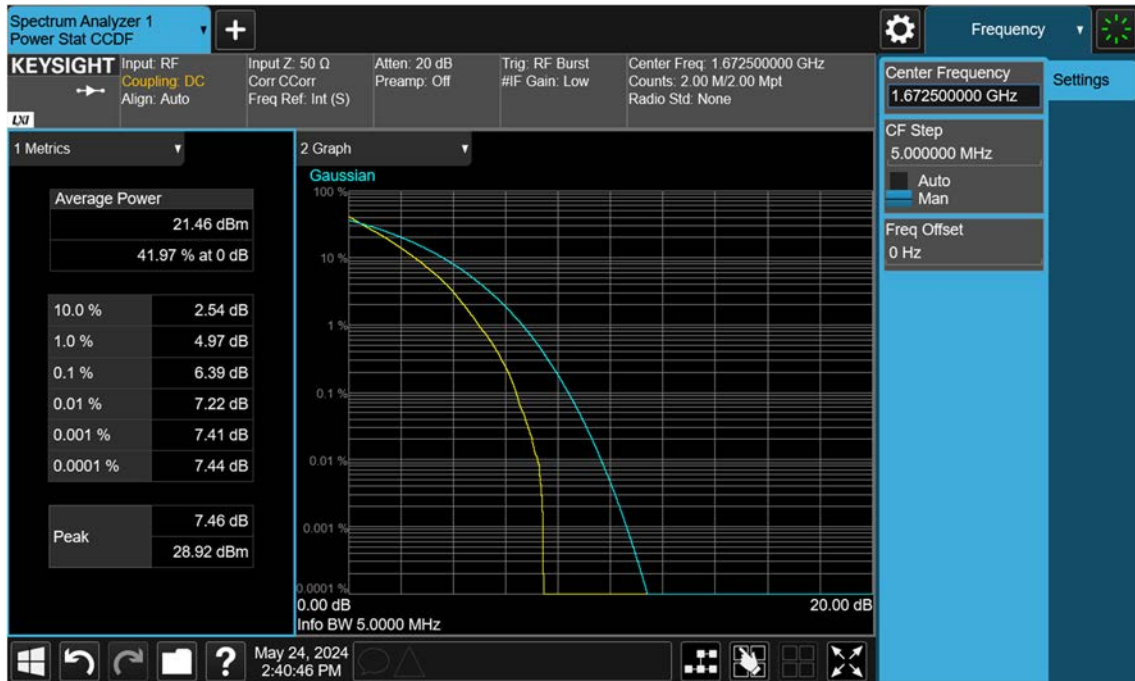 Spectrum Analyzer 1
Power Stat CCDF
+
Frequency
KEYSIGHT
LXI
Input: RF
Coupling: DC
Align: Auto
Input Z: 50 Ω
Corr CCorr
Freq Ref: Int (S)
Atten: 20 dB
Preamp: Off
Trig: RF Burst
#IF Gain: Low
Center Freq: 1.672500000 GHz
Counts: 2.00 M/2.00 Mpt
Radio Std: None
Center Frequency
1.672500000 GHz
Settings
CF Step
5.000000 MHz
Auto
Man
Freq Offset
0 Hz
1 Metrics
Average Power
21.46 dBm
41.97 % at 0 dB
10.0 % 2.54 dB
1.0 % 4.97 dB
0.1 % 6.39 dB
0.01 % 7.22 dB
0.001 % 7.41 dB
0.0001 % 7.44 dB
Peak
7.46 dB
28.92 dBm
2 Graph
Gaussian
100 %
10 %
1 %
0.1 %
0.01 %
0.001 %
0.0001 %
0.00 dB 20.00 dB
Info BW 5.0000 MHz
?
May 24, 2024
2:40:46 PM